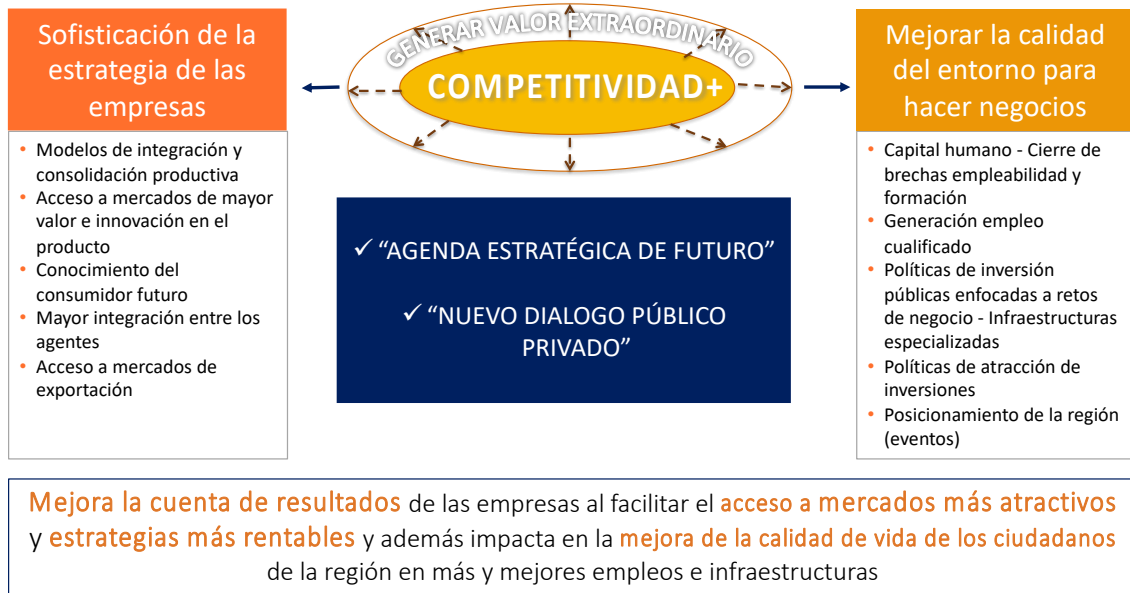 Sofisticación de la
estrategia de las
empresas
• Modelos de integración y
consolidación productiva
• Acceso a mercados de mayor
valor e innovación en el
producto
• Conocimiento del
consumidor futuro
• Mayor integración entre los
agentes
• Acceso a mercados de
exportación
GENERAR VALOR EXTRAORDINARIO
COMPETITIVIDAD+
✓ “AGENDA ESTRATÉGICA DE FUTURO”
✓ “NUEVO DIALOGO PÚBLICO
PRIVADO”
Mejorar la calidad
del entorno para
hacer negocios
• Capital humano - Cierre de
brechas empleabilidad y
formación
• Generación empleo
cualificado
• Políticas de inversión
públicas enfocadas a retos
de negocio - Infraestructuras
especializadas
• Políticas de atracción de
inversiones
• Posicionamiento de la región
(eventos)
Mejora la cuenta de resultados de las empresas al facilitar el acceso a mercados más atractivos
y estrategias más rentables y además impacta en la mejora de la calidad de vida de los ciudadanos
de la región en más y mejores empleos e infraestructuras